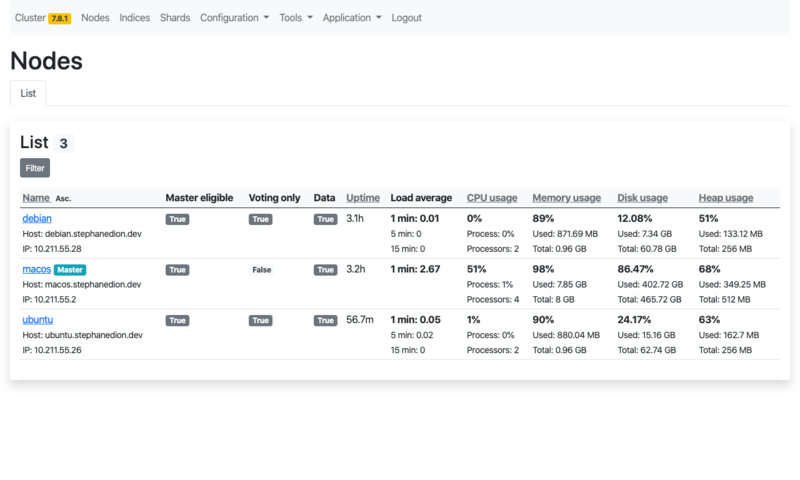 Cluster 7.8.1 Nodes Indices Shards Configuration Tools Application Logout
Nodes
List
List 3
Filter
Name Asc. Master eligible Voting only Data Uptime Load average CPU usage Memory usage Disk usage Heap usage
debian True True True 3.1h 1 min: 0.01 0% 89% 12.08% 51%
Host: debian.stephanedion.dev 5 min: 0 Process: 0% Used: 871.69 MB Used: 7.34 GB Used: 133.12 MB
IP: 10.211.55.28 15 min: 0 Processors: 2 Total: 0.96 GB Total: 60.78 GB Total: 256 MB
macos Master True False True 3.2h 1 min: 2.67 51% 98% 86.47% 68%
Host: macos.stephanedion.dev Process: 1% Used: 7.85 GB Used: 402.72 GB Used: 349.25 MB
IP: 10.211.55.2 Processors: 4 Total: 8 GB Total: 465.72 GB Total: 512 MB
ubuntu True True True 56.7m 1 min: 0.05 1% 90% 24.17% 63%
Host: ubuntu.stephanedion.dev 5 min: 0.02 Process: 0% Used: 880.04 MB Used: 15.16 GB Used: 162.7 MB
IP: 10.211.55.26 15 min: 0 Processors: 2 Total: 0.96 GB Total: 62.74 GB Total: 256 MB